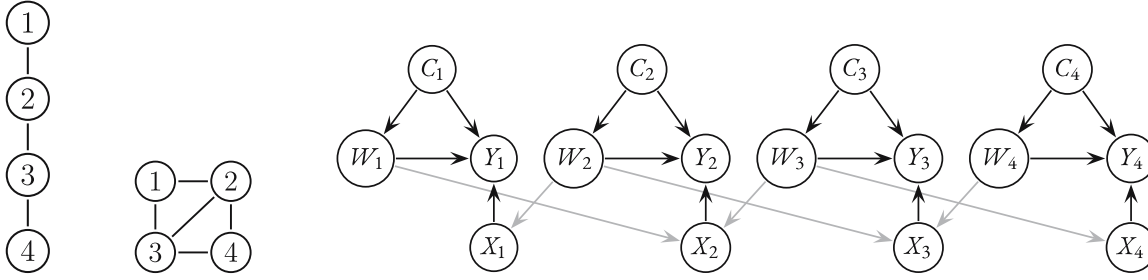 1
2
3
4
1 2
3 4
C₁ C₂ C₃ C₄
W₁ Y₁ W₂ Y₂ W₃ Y₃ W₄ Y₄
X₁ X₂ X₃ X₄